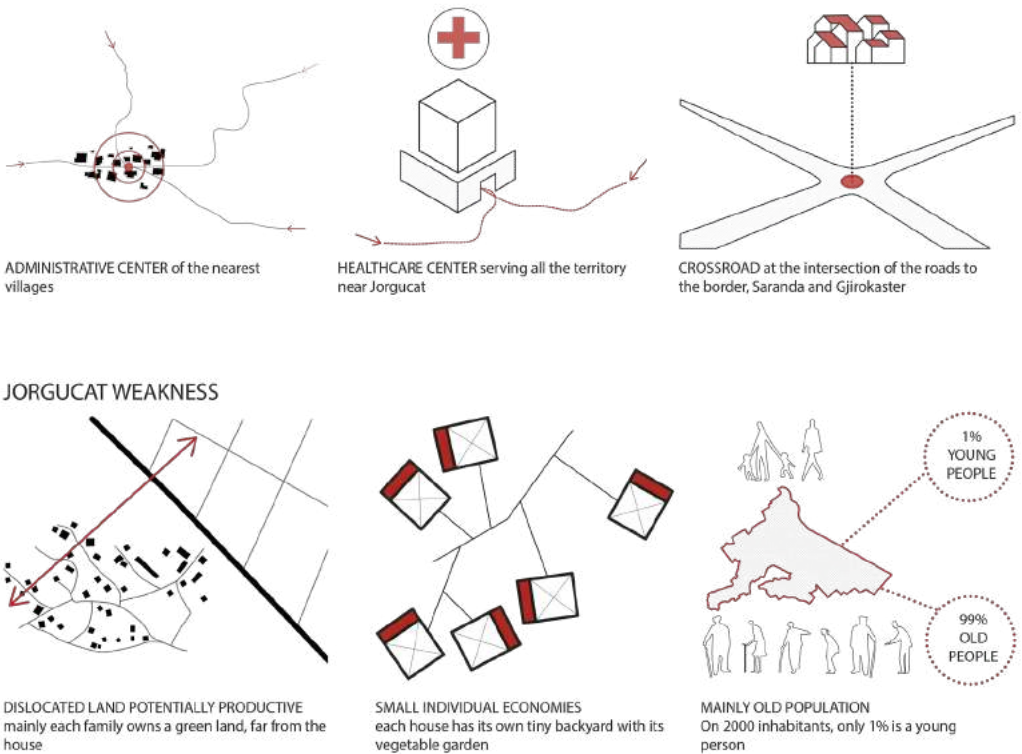 ADMINISTRATIVE CENTER of the nearest
villages
HEALTHCARE CENTER serving all the territory
near Jorgucat
CROSSROAD at the intersection of the roads to
the border, Saranda and Gjirokaster
JORGUCAT WEAKNESS
1%
YOUNG
PEOPLE
99%
OLD
PEOPLE
DISLOCATED LAND POTENTIALLY PRODUCTIVE
mainly each family owns a green land, far from the
house
SMALL INDIVIDUAL ECONOMIES
each house has its own tiny backyard with its
vegetable garden
MAINLY OLD POPULATION
On 2000 inhabitants, only 1% is a young
person